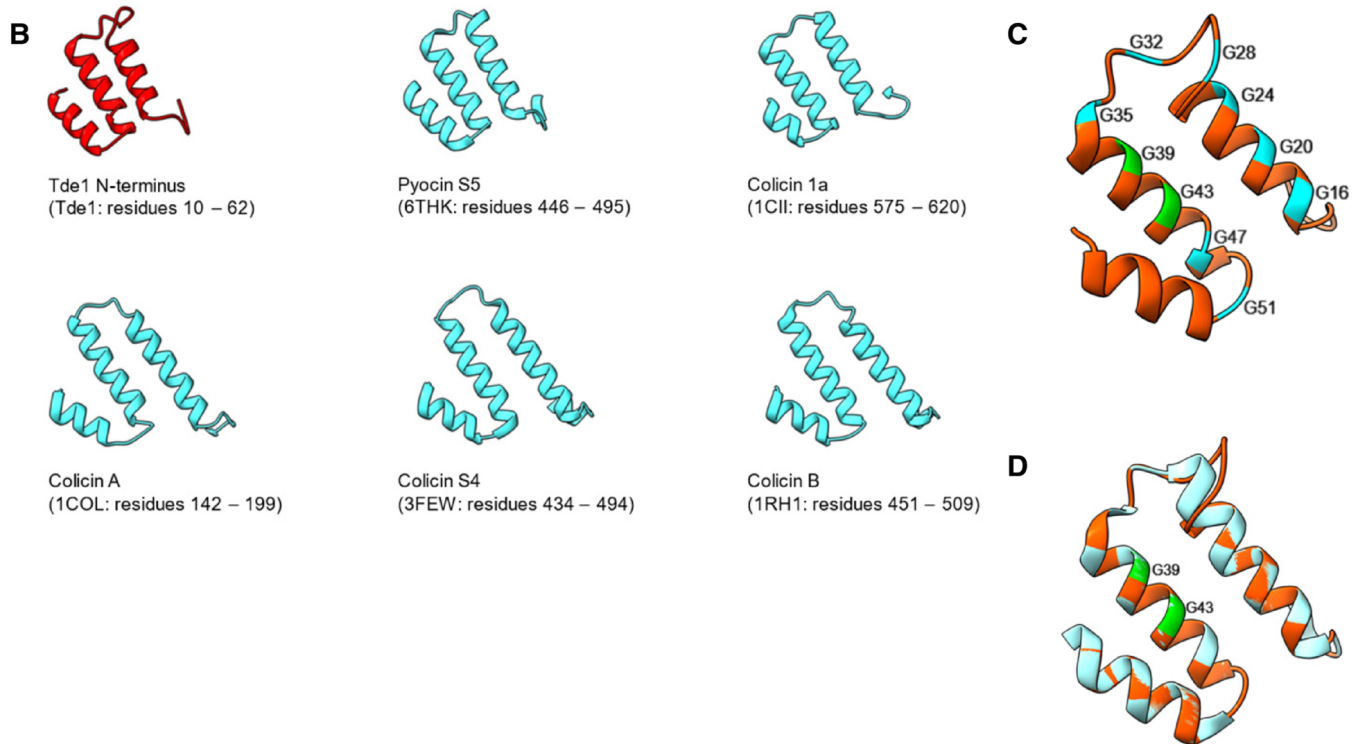 B
Tde1 N-terminus
(Tde1: residues 10 – 62)
Pyocin S5
(6THK: residues 446 – 495)
Colicin 1a
(1CII: residues 575 – 620)
Colicin A
(1COL: residues 142 – 199)
Colicin S4
(3FEW: residues 434 – 494)
Colicin B
(1RH1: residues 451 – 509)
C
G32
G28
G24
G35
G20
G39
G16
G43
G47
G51
D
G39
G43